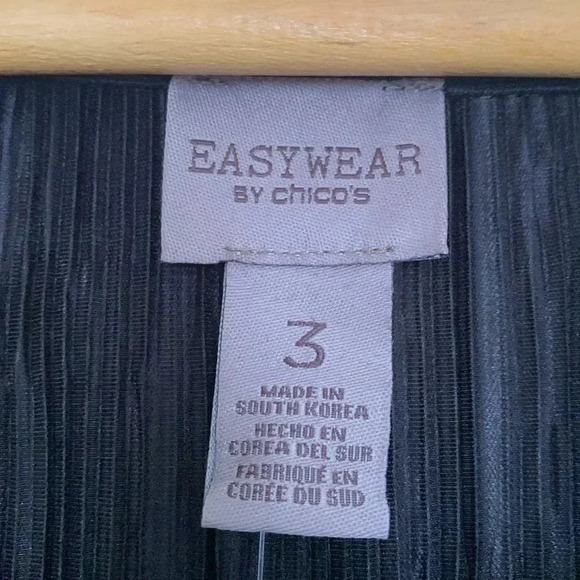 EASYWEAR
BY chico's
3
MADE IN
SOUTH KOREA
HECHO EN
COREA DEL SUR
FABRIQUÉ EN
CORÉE DU SUD